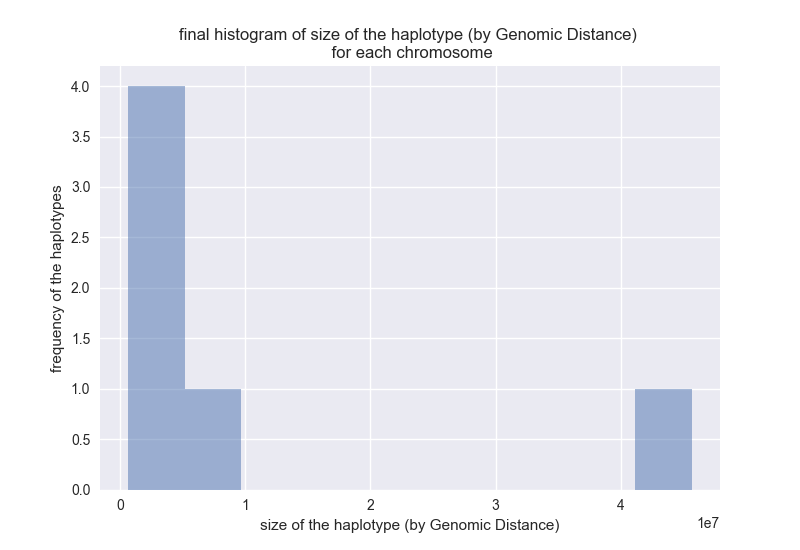 final histogram of size of the haplotype (by Genomic Distance)
for each chromosome
frequency of the haplotypes
4.0
3.5
3.0
2.5
2.0
1.5
1.0
0.5
0.0
0 1 2 3 4
1e7
size of the haplotype (by Genomic Distance)